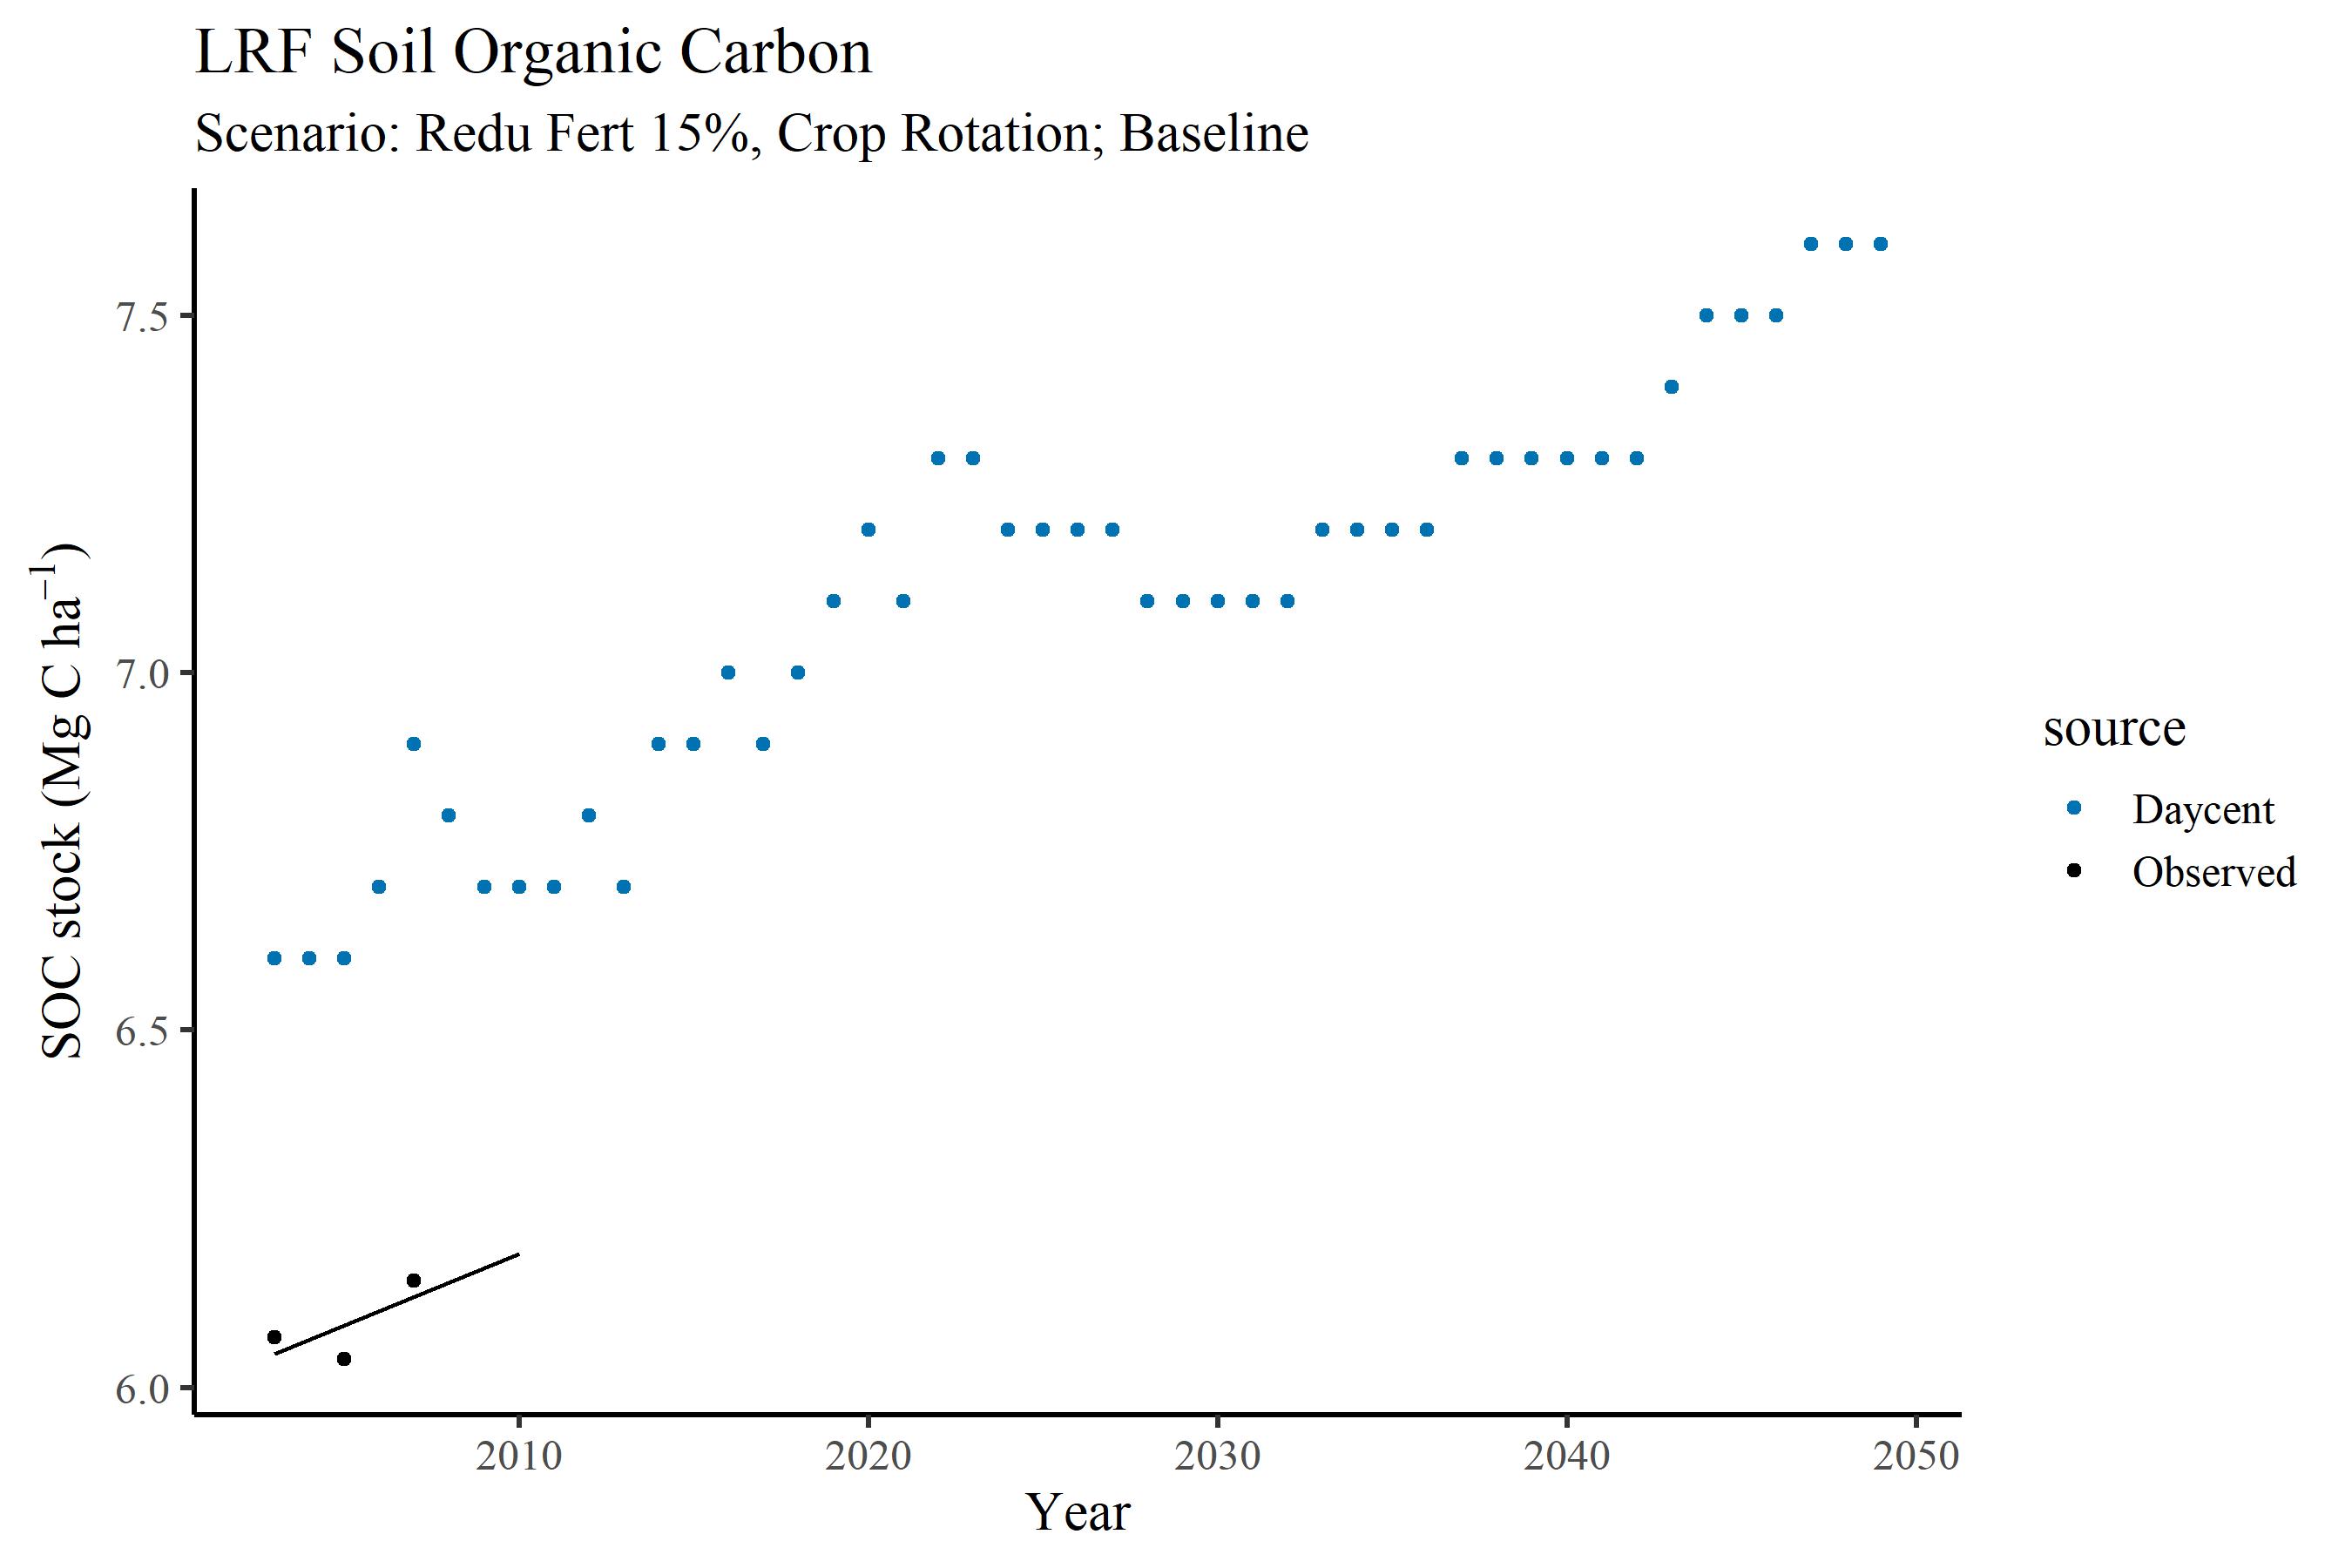 LRF Soil Organic Carbon
Scenario: Redu Fert 15%, Crop Rotation; Baseline
SOC stock (Mg C ha⁻¹)
7.5
7.0
6.5
6.0
2010 2020 2030 2040 2050
Year
source
Daycent
Observed